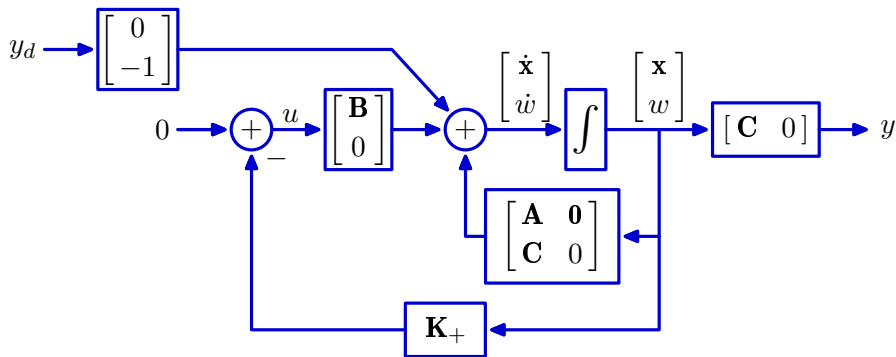 y_d
[ 0
-1 ]
[ ẋ
ẇ ]
[ x
w ]
0
+
−
u
[ B
0 ]
+
∫
[ C 0 ]
y
[ A 0
C 0 ]
K₊